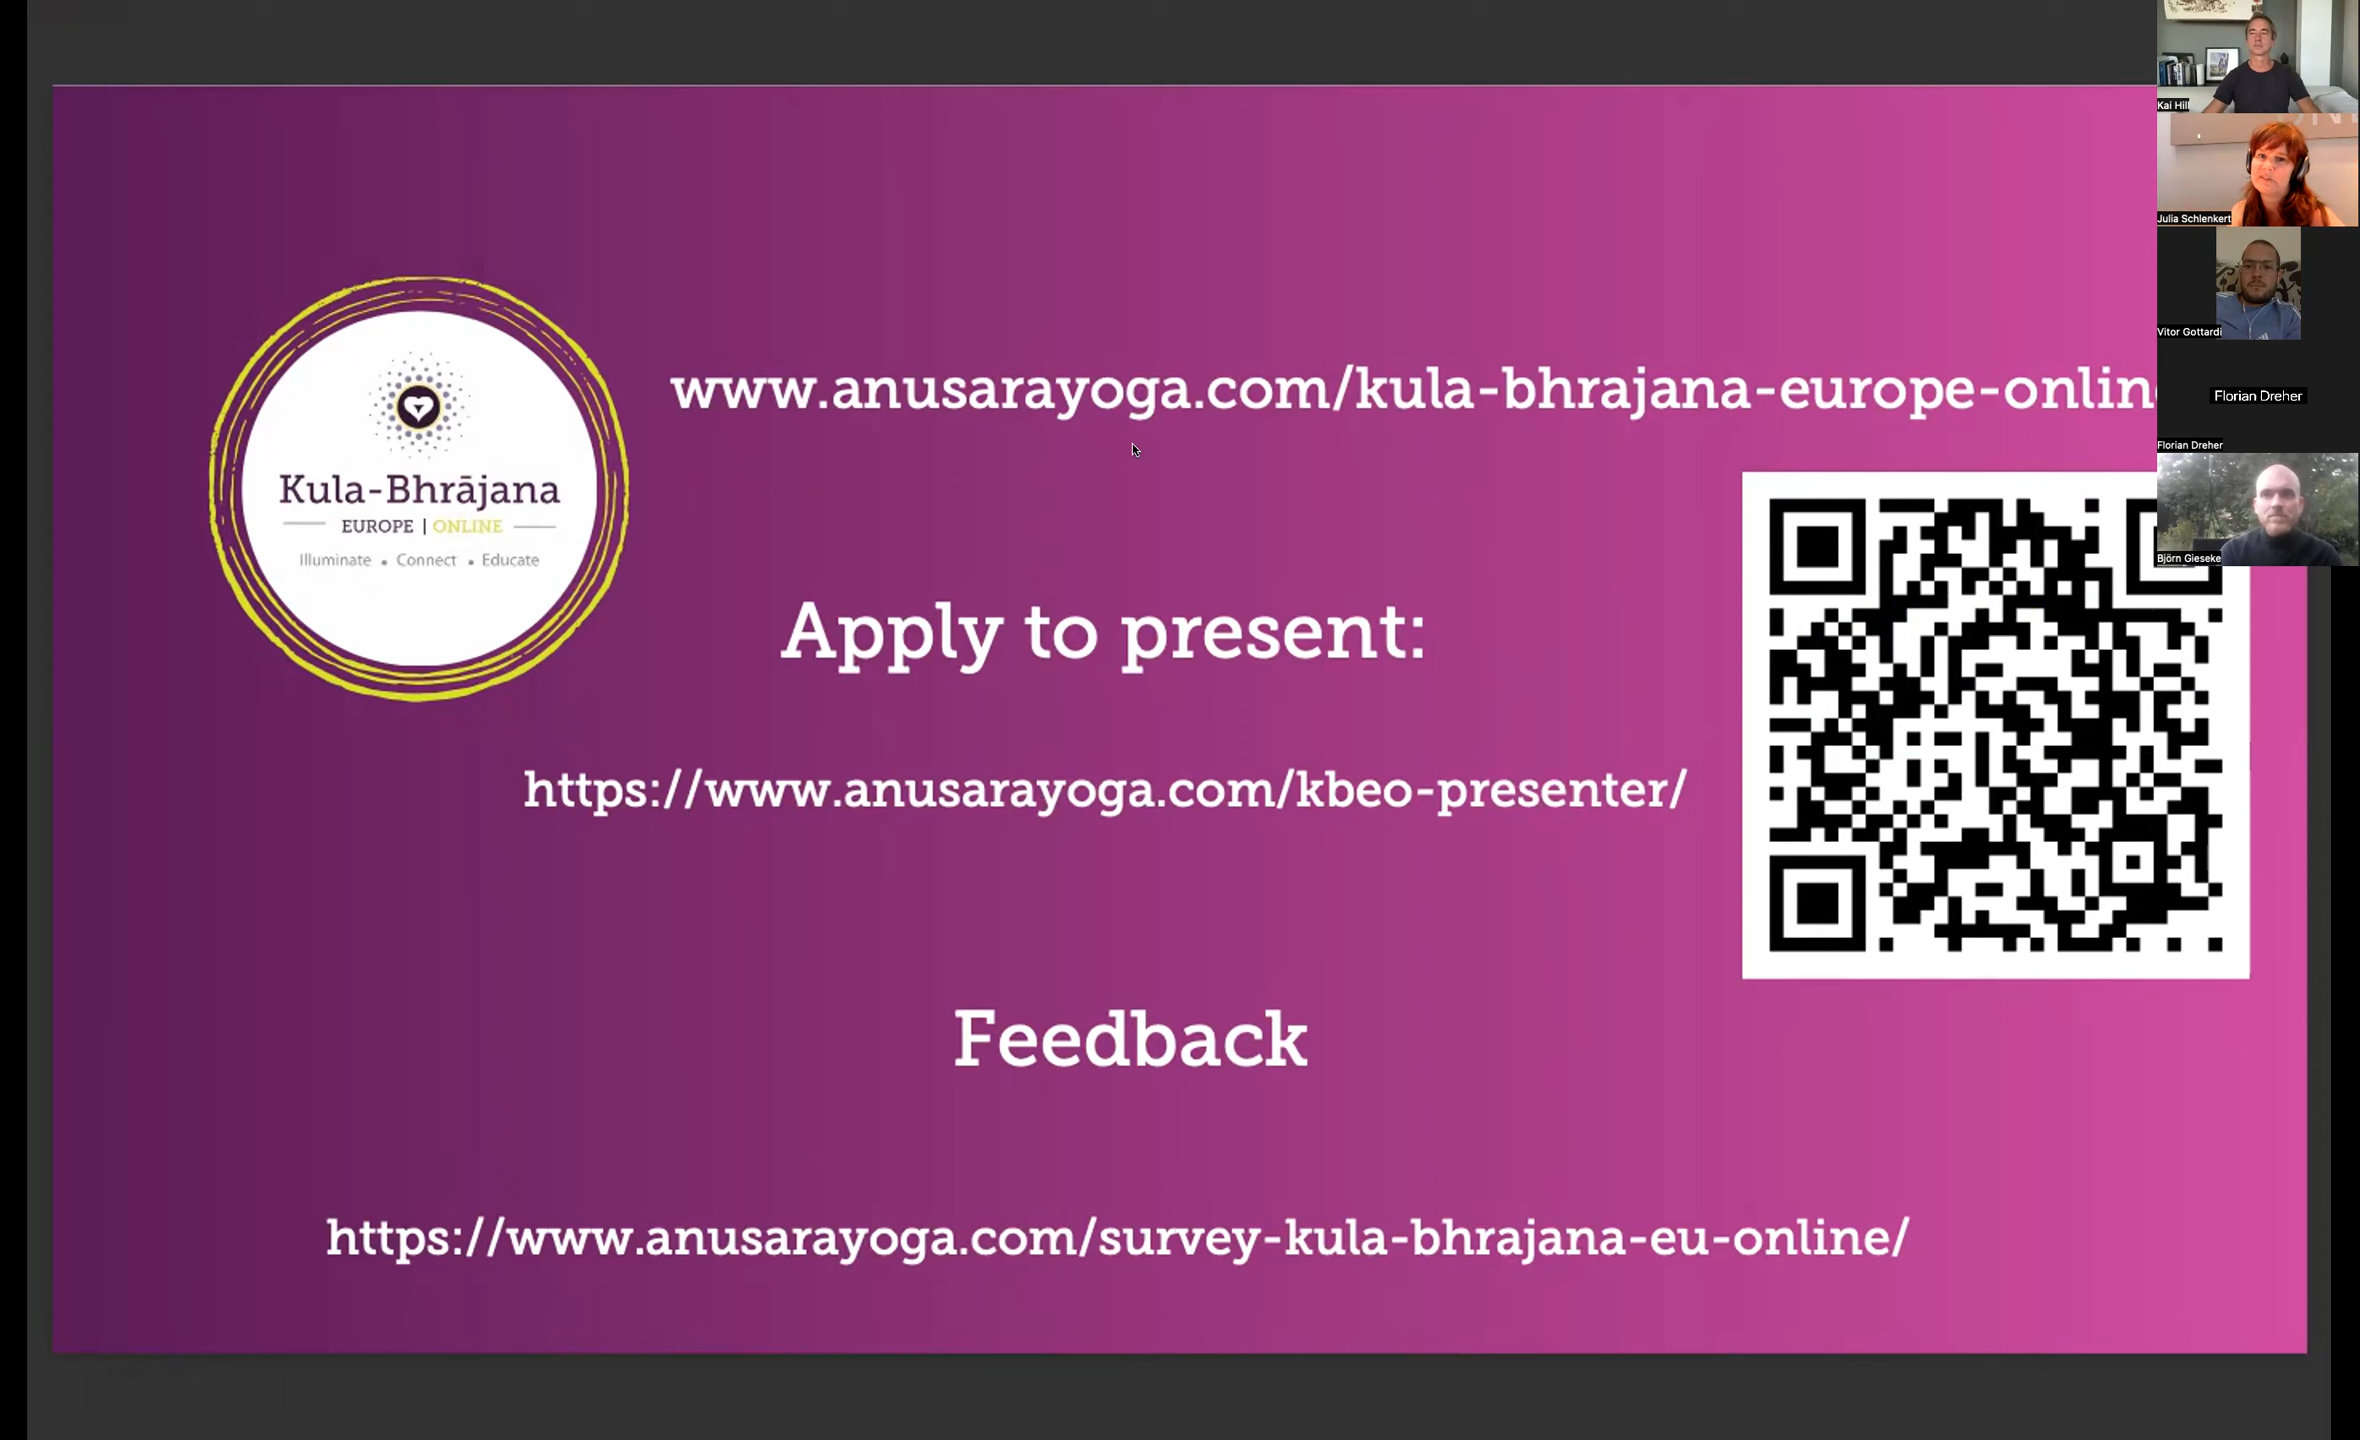 www.anusarayoga.com/kula-bhrajana-europe-onlin
Kula-Bhrājana
EUROPE | ONLINE
Illuminate • Connect • Educate
Apply to present:
https://www.anusarayoga.com/kbeo-presenter/
Feedback
https://www.anusarayoga.com/survey-kula-bhrajana-eu-online/
Kai Hill
Julia Schlenkert
Vitor Gottardi
Florian Dreher
Florian Dreher
Björn Gieseke